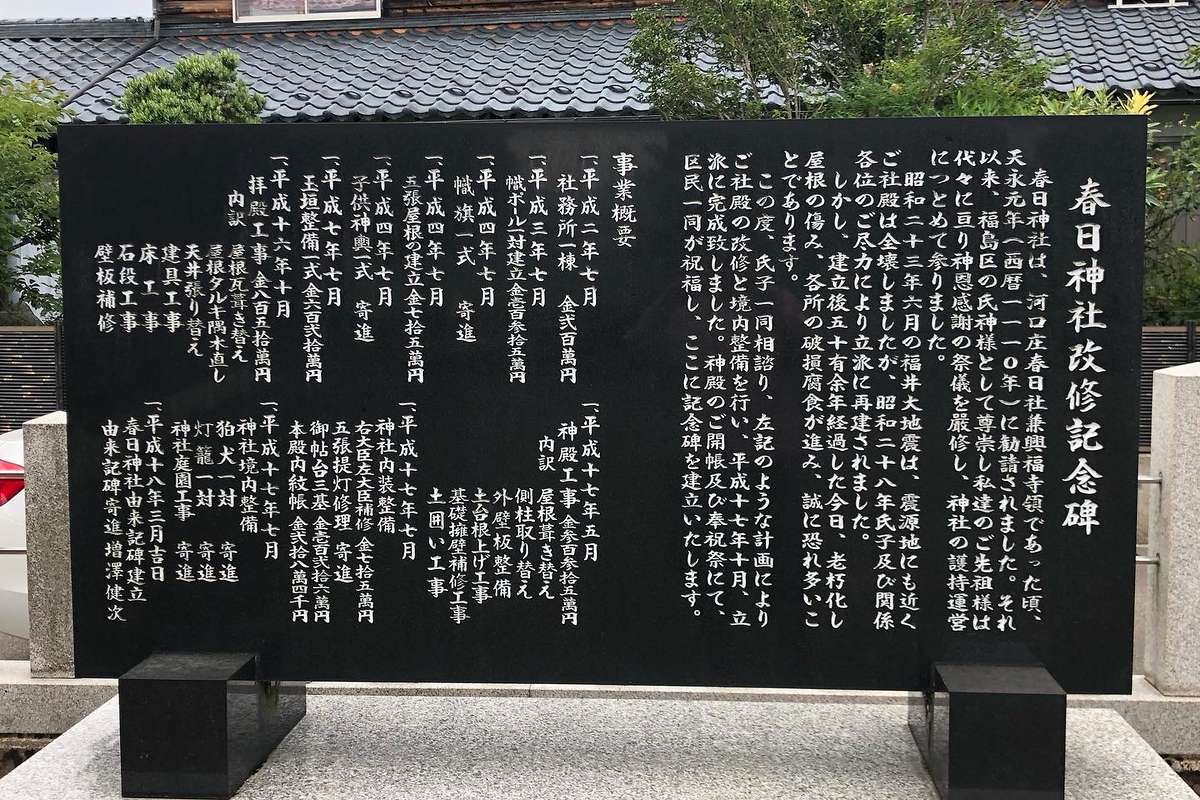 春日神社改修記念碑
春日神社は、河口庄春日社兼興福寺領であった頃、
天永元年（西暦一一一〇年）に勧請されました。それ
以来、福島区の氏神様として尊崇し私達のご先祖様は
代々に亘り神恩感謝の祭儀を厳修し、神社の護持運営
につとめて参りました。
昭和二十三年六月の福井大地震は、震源地にも近く
ご社殿は全壊しましたが、昭和二十八年氏子及び関係
各位のご尽力により立派に再建されました。
しかし、建立後五十有余年経過した今日、老朽化し
屋根の傷み、各所の破損腐食が進み、誠に恐れ多いこ
とであります。
この度、氏子一同相諮り、左記のような計画により
ご社殿の改修と境内整備を行い、平成十七年十月、立
派に完成致しました。神殿のご開帳及び奉祝祭にて、
区民一同が祝福し、ここに記念碑を建立いたします。
事業概要
一、平成二年七月
社務所一棟 金弐百萬円
一、平成三年七月
幟ポール一対建立金壱百参拾五萬円
一、平成四年七月
幟旗一式 寄進
一、平成四年七月
五張屋根の建立金七拾五萬円
一、平成四年七月
子供神輿一式 寄進
一、平成七年七月
玉垣整備一式金六百弐拾萬円
一、平成十六年十月
拝殿工事 金八百五拾萬円
内訳 屋根瓦葺き替え
屋根タルキ隅木直し
天井張り替え
建具工事
床工事
石段工事
壁板補修
一、平成十七年五月
神殿工事 金参百参拾五萬円
内訳 屋根葺き替え
側柱取り替え
外壁板整備
土台根上げ工事
基礎擁壁補修工事
土囲い工事
一、平成十七年七月
神社内装整備
右大臣左大臣補修 金七拾五萬円
五張提灯修理 寄進
御帖台三基 金壱百弐拾六萬円
本殿内紋帳 金弐拾八萬四千円
一、平成十七年七月
神社境内整備
狛犬一対 寄進
灯籠一対 寄進
神社庭園工事 寄進
一、平成十八年三月吉日
春日神社由来記碑建立
由来記碑寄進 増澤健次